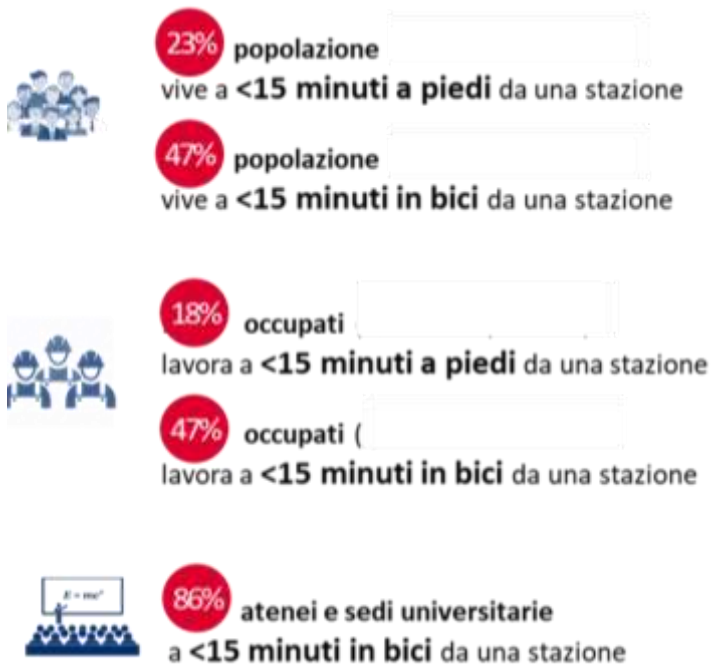 23% popolazione
vive a <15 minuti a piedi da una stazione
47% popolazione
vive a <15 minuti in bici da una stazione
18% occupati
lavora a <15 minuti a piedi da una stazione
47% occupati (
lavora a <15 minuti in bici da una stazione
E = mc²
86% atenei e sedi universitarie
a <15 minuti in bici da una stazione